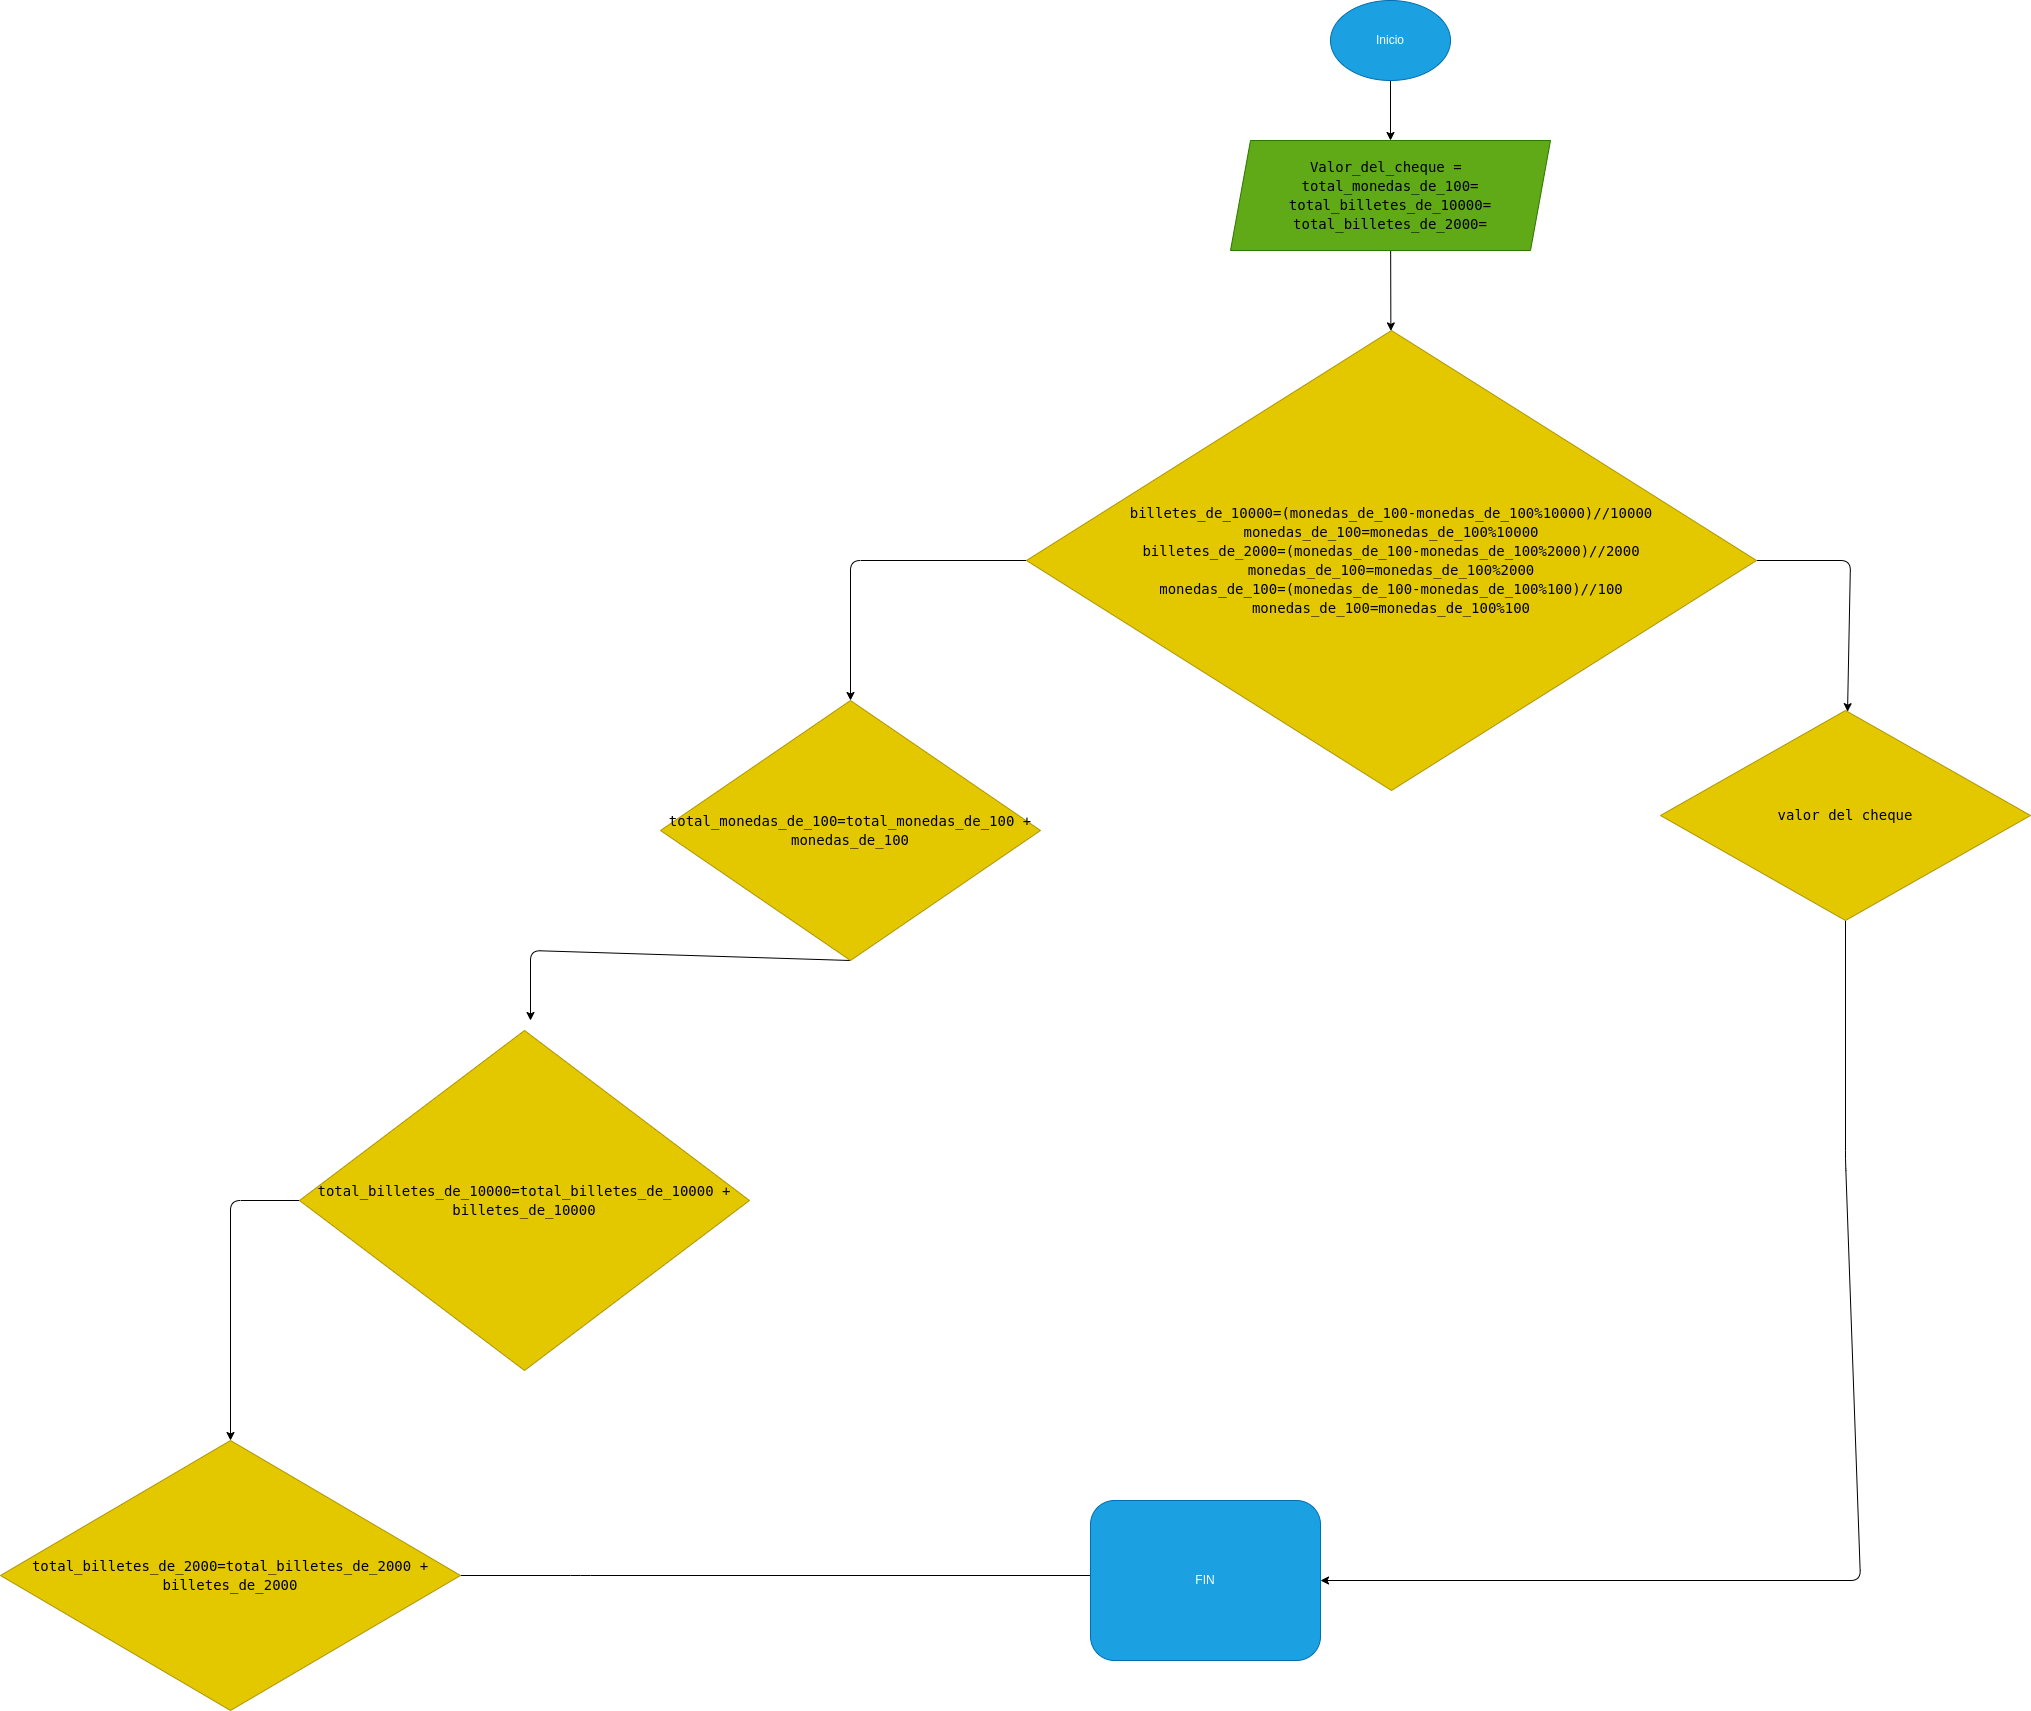 Inicio
Valor_del_cheque =
total_monedas_de_100=
total_billetes_de_10000=
total_billetes_de_2000=
billetes_de_10000=(monedas_de_100-monedas_de_100%10000)//10000
monedas_de_100=monedas_de_100%10000
billetes_de_2000=(monedas_de_100-monedas_de_100%2000)//2000
monedas_de_100=monedas_de_100%2000
monedas_de_100=(monedas_de_100-monedas_de_100%100)//100
monedas_de_100=monedas_de_100%100
total_monedas_de_100=total_monedas_de_100 +
monedas_de_100
valor del cheque
total_billetes_de_10000=total_billetes_de_10000 +
billetes_de_10000
total_billetes_de_2000=total_billetes_de_2000 +
billetes_de_2000
FIN